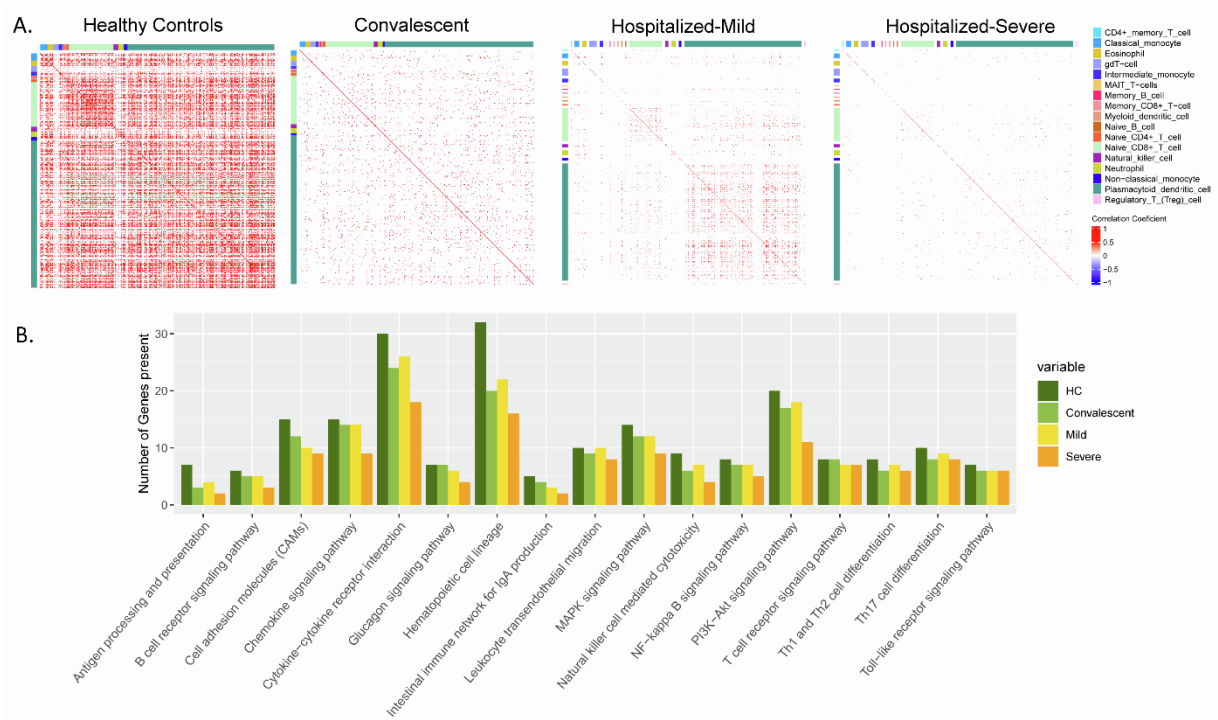 A.
Healthy Controls
Convalescent
Hospitalized-Mild
Hospitalized-Severe
CD4+_memory_T_cell
Classical_monocyte
Eosinophil
gdT-cell
Intermediate_monocyte
MAIT_T-cells
Memory_B_cell
Memory_CD8+_T-cell
Myeloid_dendritic_cell
Naive_B_cell
Naive_CD4+_T_cell
Naive_CD8+_T_cell
Natural_killer_cell
Neutrophil
Non-classical_monocyte
Plasmacytoid_dendritic_cell
Regulatory_T_(Treg)_cell
Correlation Coeficient
1
0.5
0
−0.5
−1
B.
Number of Genes present
30
20
10
0
Antigen processing and presentation
B cell receptor signaling pathway
Cell adhesion molecules (CAMs)
Chemokine signaling pathway
Cytokine−cytokine receptor interaction
Glucagon signaling pathway
Hematopoietic cell lineage
Intestinal immune network for IgA production
Leukocyte transendothelial migration
MAPK signaling pathway
Natural killer cell mediated cytotoxicity
NF−kappa B signaling pathway
PI3K−Akt signaling pathway
T cell receptor signaling pathway
Th1 and Th2 cell differentiation
Th17 cell differentiation
Toll−like receptor signaling pathway
variable
HC
Convalescent
Mild
Severe